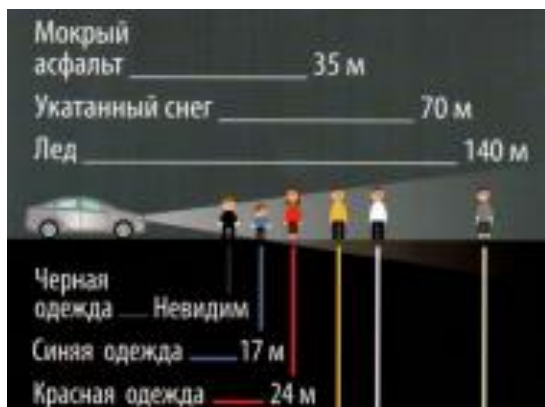 Мокрый
асфальт 35 м
Укатанный снег 70 м
Лед 140 м
Черная
одежда Невидим
Синяя одежда 17 м
Красная одежда 24 м